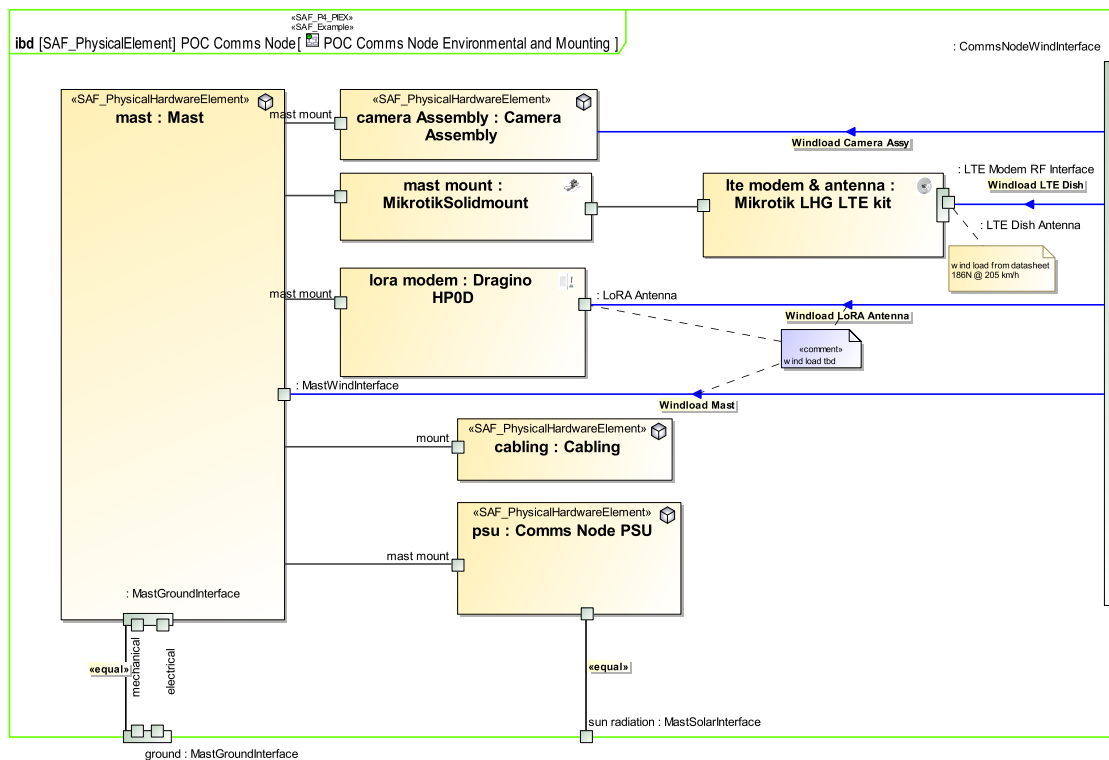 «SAF_P4_PIEX»
«SAF_Example»
ibd [SAF_PhysicalElement] POC Comms Node[ POC Comms Node Environmental and Mounting ]
: CommsNodeWindInterface
«SAF_PhysicalHardwareElement»
mast : Mast
mast mount
«SAF_PhysicalHardwareElement»
camera Assembly : Camera
Assembly
Windload Camera Assy
mast mount :
MikrotikSolidmount
lte modem & antenna :
Mikrotik LHG LTE kit
: LTE Modem RF Interface
Windload LTE Dish
: LTE Dish Antenna
wind load from datasheet
186N @ 205 km/h
mast mount
lora modem : Dragino
HP0D
: LoRA Antenna
Windload LoRA Antenna
«comment»
wind load tbd
: MastWindInterface
Windload Mast
mount
«SAF_PhysicalHardwareElement»
cabling : Cabling
mast mount
«SAF_PhysicalHardwareElement»
psu : Comms Node PSU
: MastGroundInterface
«equal»
mechanical
electrical
«equal»
sun radiation : MastSolarInterface
ground : MastGroundInterface